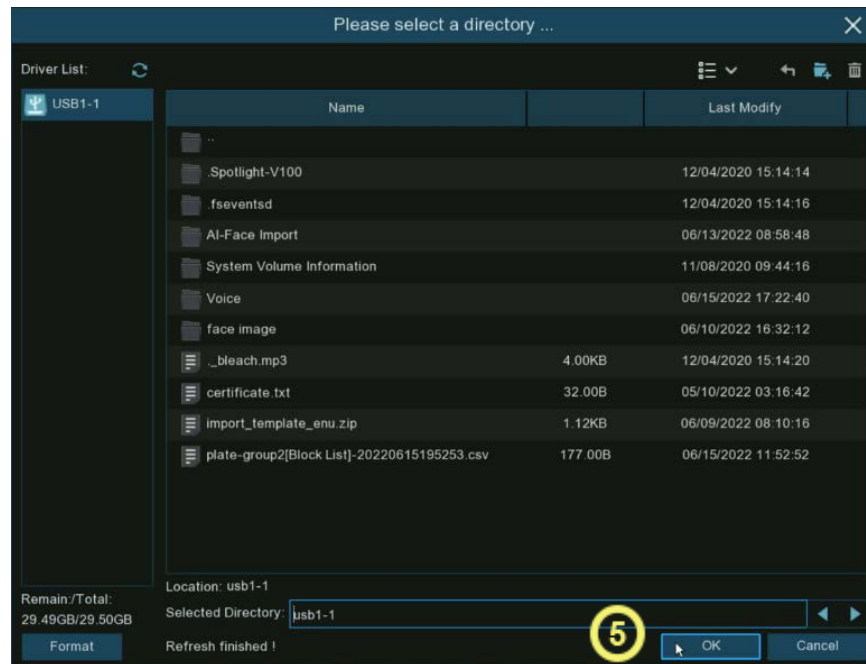 Please select a directory ...
Driver List:
USB1-1
Name Last Modify
..
.Spotlight-V100 12/04/2020 15:14:14
.fseventsd 12/04/2020 15:14:16
AI-Face Import 06/13/2022 08:58:48
System Volume Information 11/08/2020 09:44:16
Voice 06/15/2022 17:22:40
face image 06/10/2022 16:32:12
._bleach.mp3 4.00KB 12/04/2020 15:14:20
certificate.txt 32.00B 05/10/2022 03:16:42
import_template_enu.zip 1.12KB 06/09/2022 08:10:16
plate-group2[Block List]-20220615195253.csv 177.00B 06/15/2022 11:52:52
Location: usb1-1
Remain:/Total:
29.49GB/29.50GB
Selected Directory: usb1-1
5
Format Refresh finished ! OK Cancel